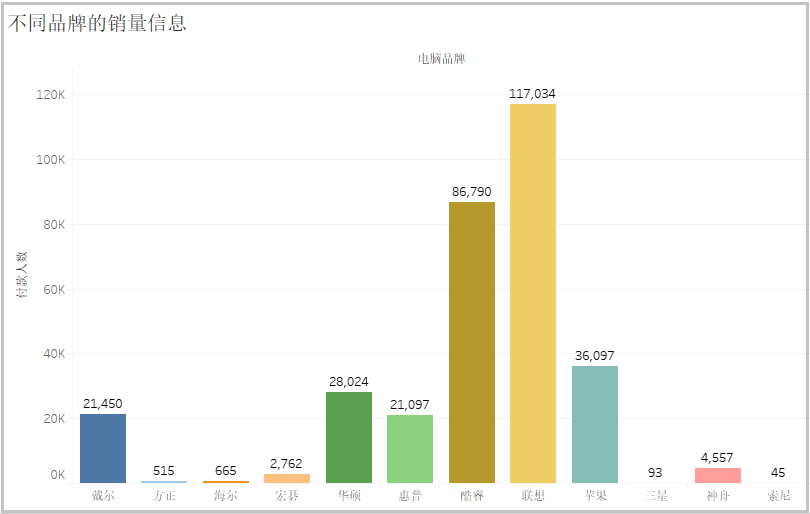 不同品牌的销量信息
电脑品牌
付款人数
120K
100K
80K
60K
40K
20K
0K
21,450
515
665
2,762
28,024
21,097
86,790
117,034
36,097
93
4,557
45
戴尔 方正 海尔 宏碁 华硕 惠普 酷睿 联想 苹果 三星 神舟 索尼